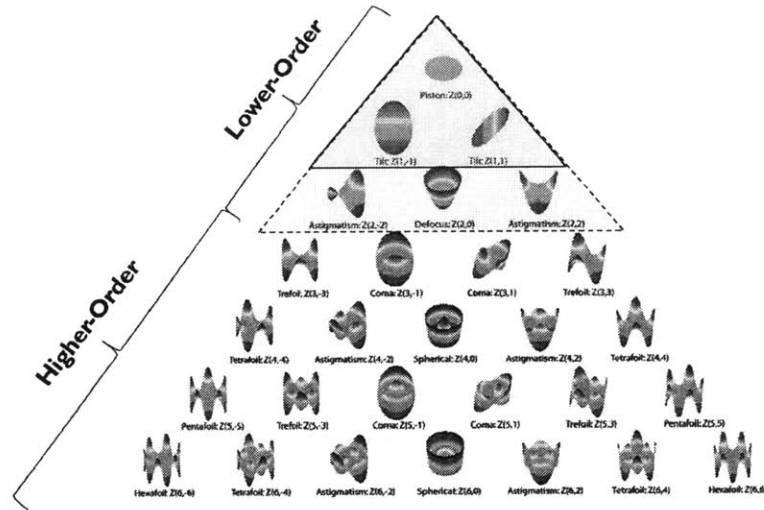 Lower-Order
Higher-Order
Piston: Z(0,0)
Tilt: Z(1,-1) Tilt: Z(1,1)
Astigmatism: Z(2,-2) Defocus: Z(2,0) Astigmatism: Z(2,2)
Trefoil: Z(3,-3) Coma: Z(3,-1) Coma: Z(3,1) Trefoil: Z(3,3)
Tetrafoil: Z(4,-4) Astigmatism: Z(4,-2) Spherical: Z(4,0) Astigmatism: Z(4,2) Tetrafoil: Z(4,4)
Pentafoil: Z(5,-5) Trefoil: Z(5,-3) Coma: Z(5,-1) Coma: Z(5,1) Trefoil: Z(5,3) Pentafoil: Z(5,5)
Hexafoil: Z(6,-6) Tetrafoil: Z(6,-4) Astigmatism: Z(6,-2) Spherical: Z(6,0) Astigmatism: Z(6,2) Tetrafoil: Z(6,4) Hexafoil: Z(6,6